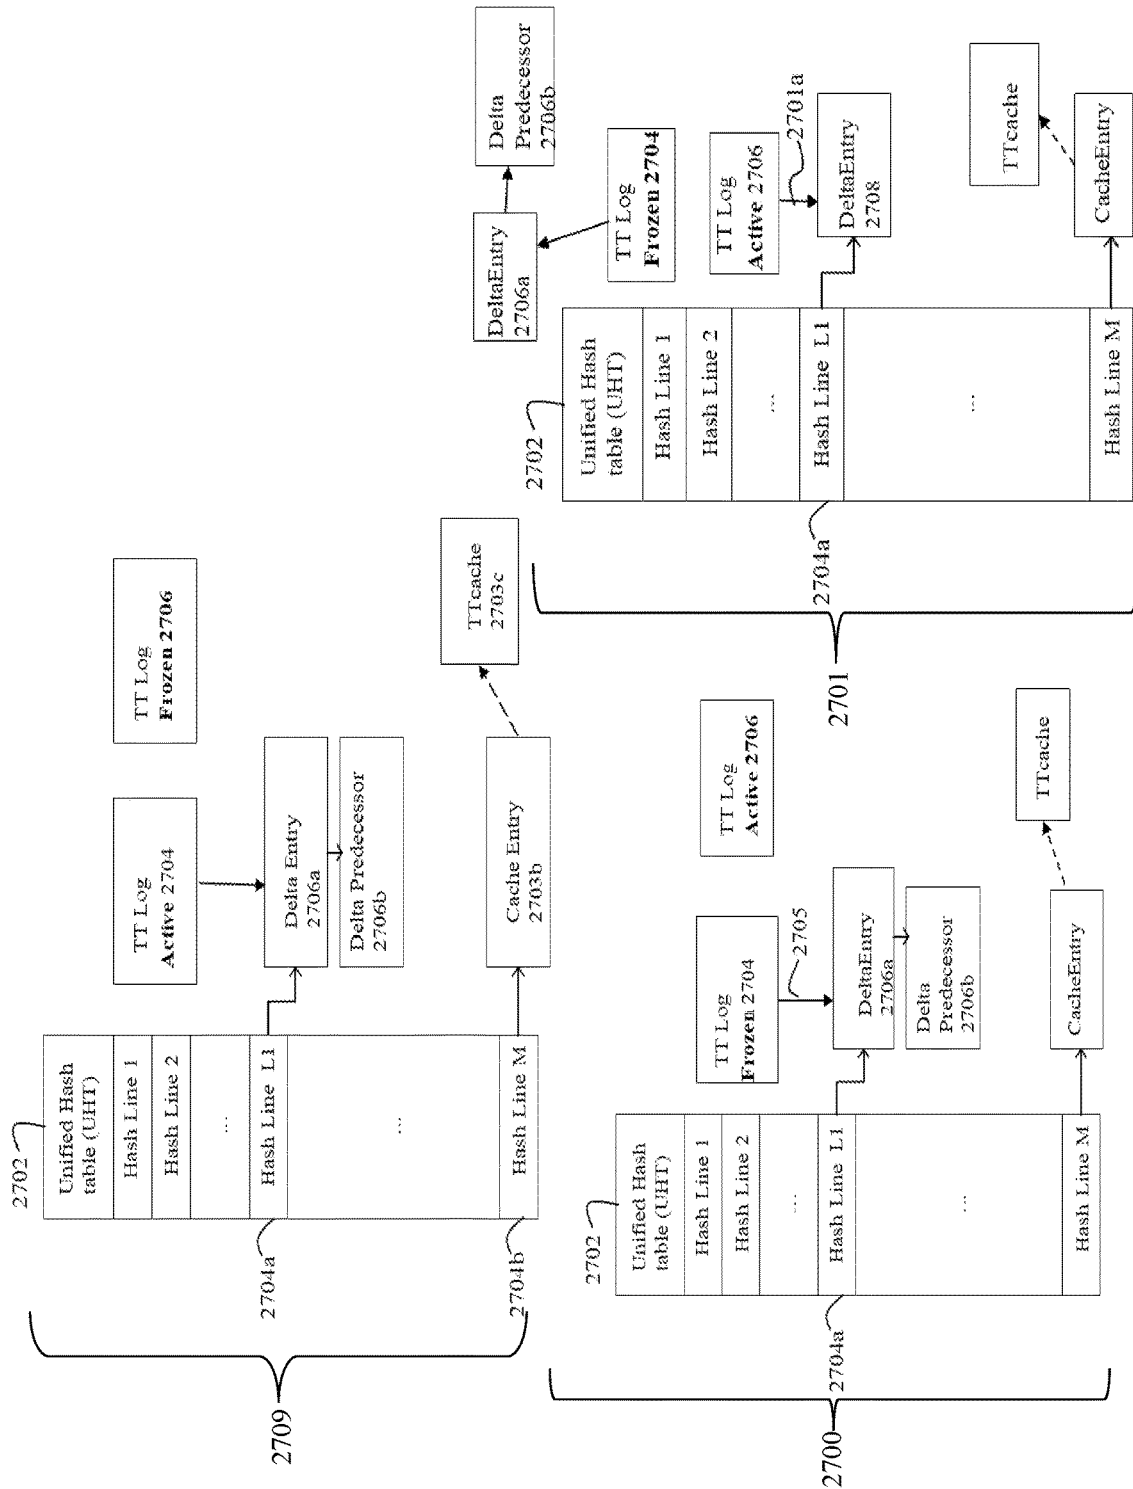 2709
2702
Unified Hash
table (UHT)
Hash Line 1
Hash Line 2
...
Hash Line L1
...
Hash Line M
2704a
2704b
TT Log
Active 2704
TT Log
Frozen 2706
Delta Entry
2706a
Delta Predecessor
2706b
Cache Entry
2703b
TTcache
2703c
2700
2702
Unified Hash
table (UHT)
Hash Line 1
Hash Line 2
...
Hash Line L1
...
Hash Line M
2704a
TT Log
Frozen 2704
2705
TT Log
Active 2706
DeltaEntry
2706a
Delta
Predecessor
2706b
CacheEntry
TTcache
2701
2702
Unified Hash
table (UHT)
Hash Line 1
Hash Line 2
...
Hash Line L1
...
Hash Line M
2704a
DeltaEntry
2706a
Delta
Predecessor
2706b
TT Log
Frozen 2704
TT Log
Active 2706
2701a
DeltaEntry
2708
CacheEntry
TTcache